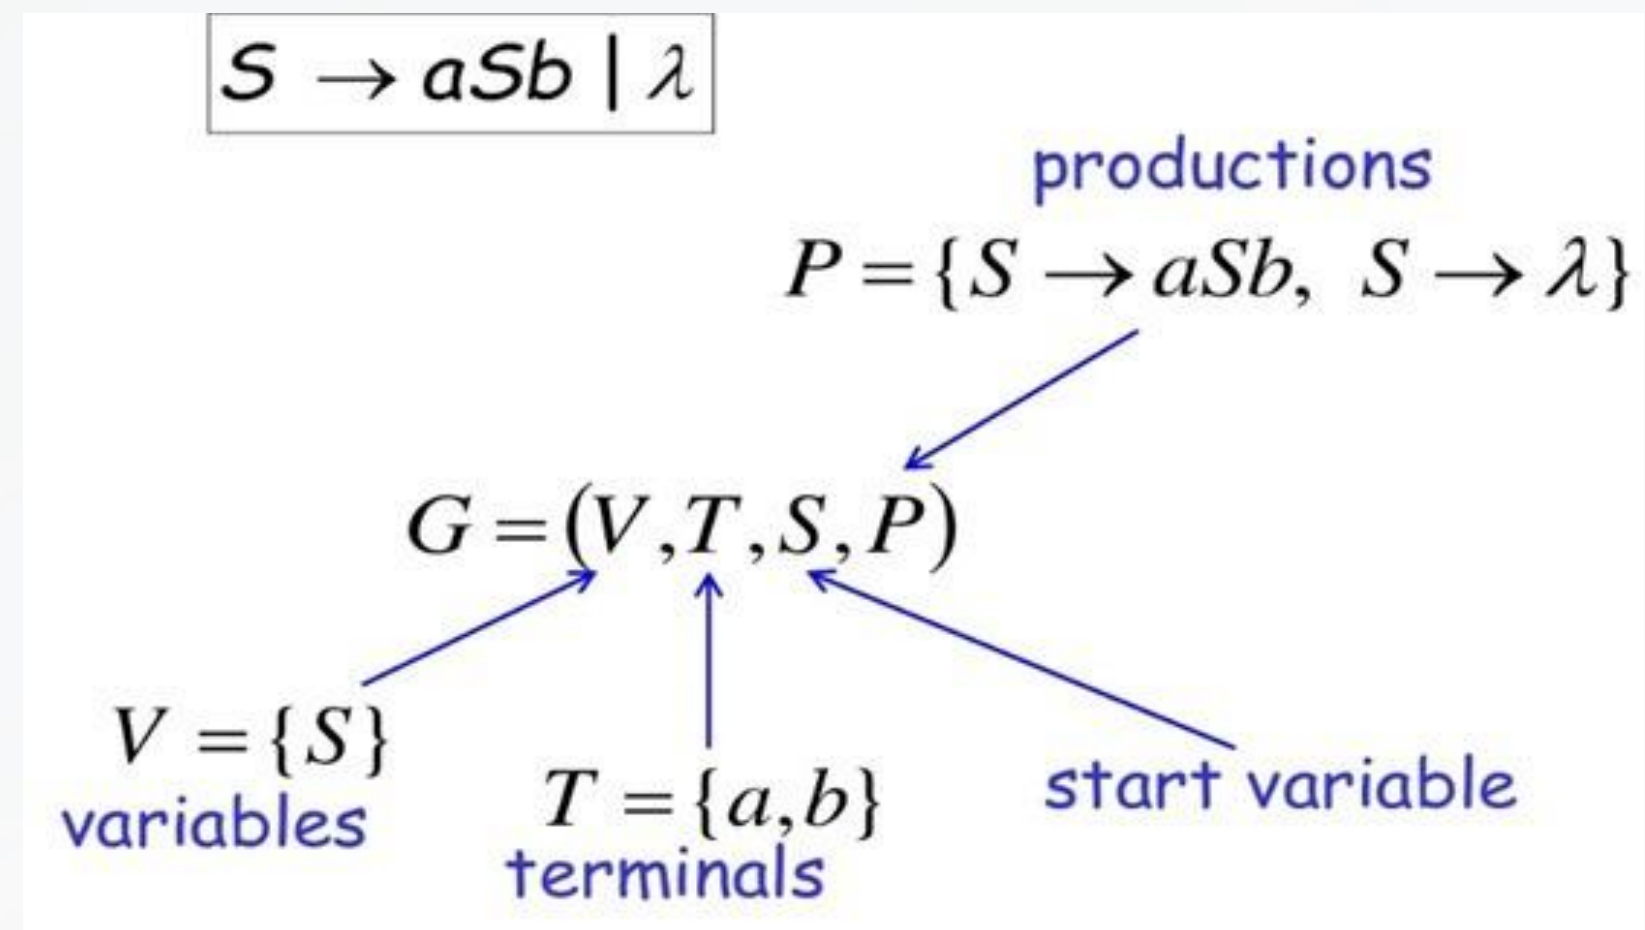 S → aSb | λ
productions
P = {S → aSb, S → λ}
G = (V, T, S, P)
V = {S}
variables
T = {a, b}
terminals
start variable